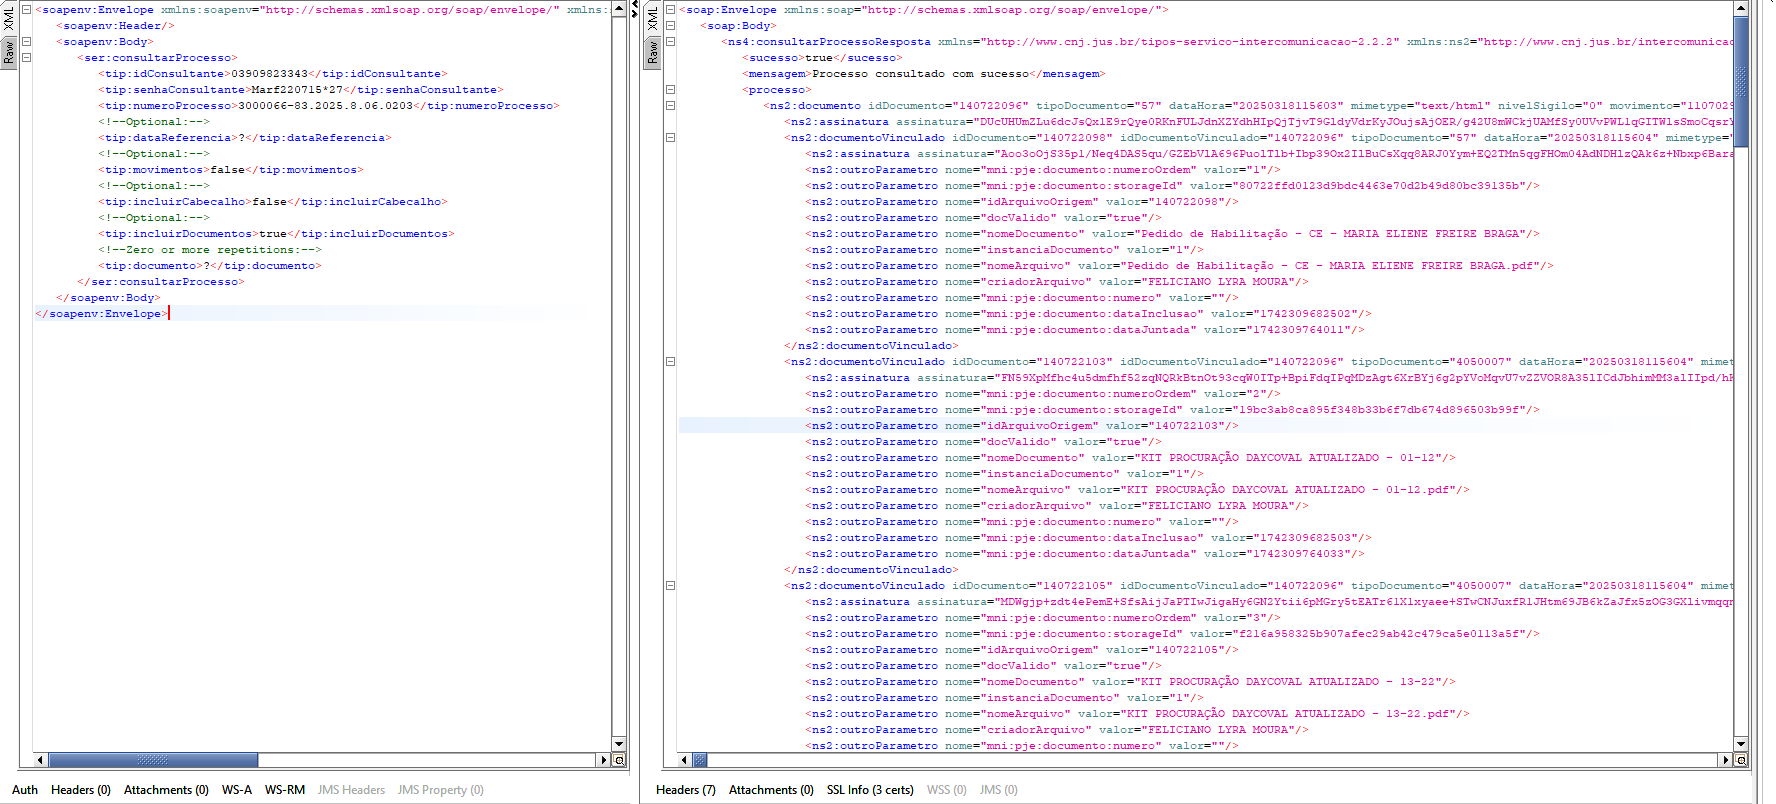 <soapenv:Envelope xmlns:soapenv="http://schemas.xmlsoap.org/soap/envelope/" xmlns:
<soapenv:Header/>
<soapenv:Body>
<ser:consultarProcesso>
<tip:idConsultante>03909823343</tip:idConsultante>
<tip:senhaConsultante>Marf220715*27</tip:senhaConsultante>
<tip:numeroProcesso>3000066-83.2025.8.06.0203</tip:numeroProcesso>
<!--Optional:-->
<tip:dataReferencia>?</tip:dataReferencia>
<!--Optional:-->
<tip:movimentos>false</tip:movimentos>
<!--Optional:-->
<tip:incluirCabecalho>false</tip:incluirCabecalho>
<!--Optional:-->
<tip:incluirDocumentos>true</tip:incluirDocumentos>
<!--Zero or more repetitions:-->
<tip:documento>?</tip:documento>
</ser:consultarProcesso>
</soapenv:Body>
</soapenv:Envelope>
XML
Raw
Auth Headers (0) Attachments (0) WS-A WS-RM JMS Headers JMS Property (0)
XML
Raw
<soap:Envelope xmlns:soap="http://schemas.xmlsoap.org/soap/envelope/">
<soap:Body>
<ns4:consultarProcessoResposta xmlns="http://www.cnj.jus.br/tipos-servico-intercomunicacao-2.2.2" xmlns:ns2="http://www.cnj.jus.br/intercomunicac
<sucesso>true</sucesso>
<mensagem>Processo consultado com sucesso</mensagem>
<processo>
<ns2:documento idDocumento="140722096" tipoDocumento="57" dataHora="20250318115603" mimetype="text/html" nivelSigilo="0" movimento="1107029
<ns2:assinatura assinatura=
<ns2:documentoVinculado idDocumento="140722098" idDocumentoVinculado="140722096" tipoDocumento="57" dataHora="20250318115604" mimetype="
<ns2:assinatura assinatura=
<ns2:outroParametro nome="mni:pje:documento:numeroOrdem" valor="1"/>
<ns2:outroParametro nome="mni:pje:documento:storageId" valor="80722ffd0123d9bdc4463e70d2b49d80bc39135b"/>
<ns2:outroParametro nome="idArquivoOrigem" valor="140722098"/>
<ns2:outroParametro nome="docValido" valor="true"/>
<ns2:outroParametro nome="nomeDocumento" valor="Pedido de Habilitação - CE - MARIA ELIENE FREIRE BRAGA"/>
<ns2:outroParametro nome="instanciaDocumento" valor="1"/>
<ns2:outroParametro nome="nomeArquivo" valor="Pedido de Habilitação - CE - MARIA ELIENE FREIRE BRAGA.pdf"/>
<ns2:outroParametro nome="criadorArquivo" valor="FELICIANO LYRA MOURA"/>
<ns2:outroParametro nome="mni:pje:documento:numero" valor=""/>
<ns2:outroParametro nome="mni:pje:documento:dataInclusao" valor="1742309682502"/>
<ns2:outroParametro nome="mni:pje:documento:dataJuntada" valor="1742309764011"/>
</ns2:documentoVinculado>
<ns2:documentoVinculado idDocumento="140722103" idDocumentoVinculado="140722096" tipoDocumento="4050007" dataHora="20250318115604" mimet
<ns2:assinatura assinatura=
<ns2:outroParametro nome="mni:pje:documento:numeroOrdem" valor="2"/>
<ns2:outroParametro nome="mni:pje:documento:storageId" valor="19bc3ab8ca895f348b33b6f7db674d896503b99f"/>
<ns2:outroParametro nome="idArquivoOrigem" valor="140722103"/>
<ns2:outroParametro nome="docValido" valor="true"/>
<ns2:outroParametro nome="nomeDocumento" valor="KIT PROCURAÇÃO DAYCOVAL ATUALIZADO - 01-12"/>
<ns2:outroParametro nome="instanciaDocumento" valor="1"/>
<ns2:outroParametro nome="nomeArquivo" valor="KIT PROCURAÇÃO DAYCOVAL ATUALIZADO - 01-12.pdf"/>
<ns2:outroParametro nome="criadorArquivo" valor="FELICIANO LYRA MOURA"/>
<ns2:outroParametro nome="mni:pje:documento:numero" valor=""/>
<ns2:outroParametro nome="mni:pje:documento:dataInclusao" valor="1742309682503"/>
<ns2:outroParametro nome="mni:pje:documento:dataJuntada" valor="1742309764033"/>
</ns2:documentoVinculado>
<ns2:documentoVinculado idDocumento="140722105" idDocumentoVinculado="140722096" tipoDocumento="4050007" dataHora="20250318115604" mimet
<ns2:assinatura assinatura=
<ns2:outroParametro nome="mni:pje:documento:numeroOrdem" valor="3"/>
<ns2:outroParametro nome="mni:pje:documento:storageId" valor="f216a958325b907afec29ab42c479ca5e0113a5f"/>
<ns2:outroParametro nome="idArquivoOrigem" valor="140722105"/>
<ns2:outroParametro nome="docValido" valor="true"/>
<ns2:outroParametro nome="nomeDocumento" valor="KIT PROCURAÇÃO DAYCOVAL ATUALIZADO - 13-22"/>
<ns2:outroParametro nome="instanciaDocumento" valor="1"/>
<ns2:outroParametro nome="nomeArquivo" valor="KIT PROCURAÇÃO DAYCOVAL ATUALIZADO - 13-22.pdf"/>
<ns2:outroParametro nome="criadorArquivo" valor="FELICIANO LYRA MOURA"/>
<ns2:outroParametro nome="mni:pje:documento:numero" valor=""/>
Headers (7) Attachments (0) SSL Info (3 certs) WSS (0) JMS (0)